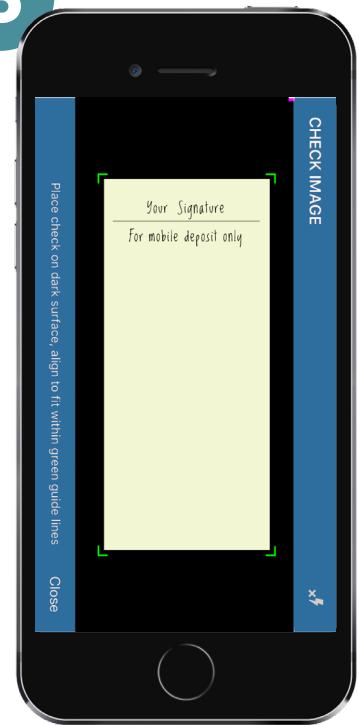 CHECK IMAGE
Your Signature
For mobile deposit only
Place check on dark surface, align to fit within green guide lines
Close